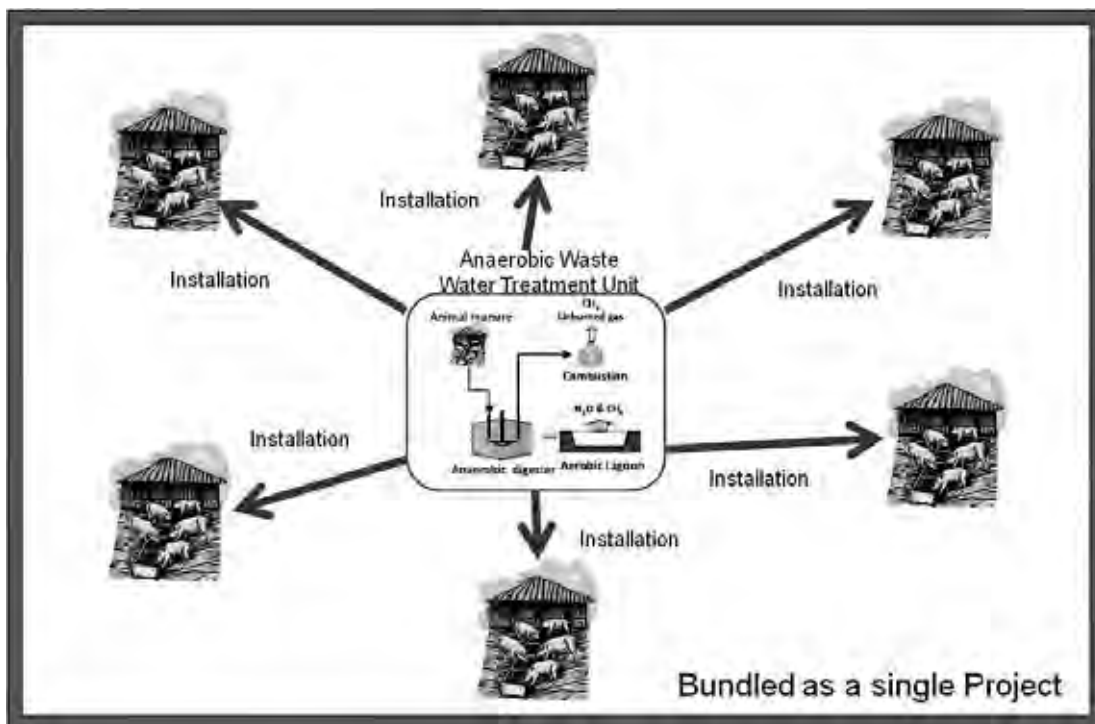 Installation
Anaerobic Waste
Water Treatment Unit
Installation
Installation
Animal manure
CH₄
Unburned gas
Combustion
N₂O & CH₄
Anaerobic digester
Aerobic Lagoon
Installation
Installation
Installation
Bundled as a single Project